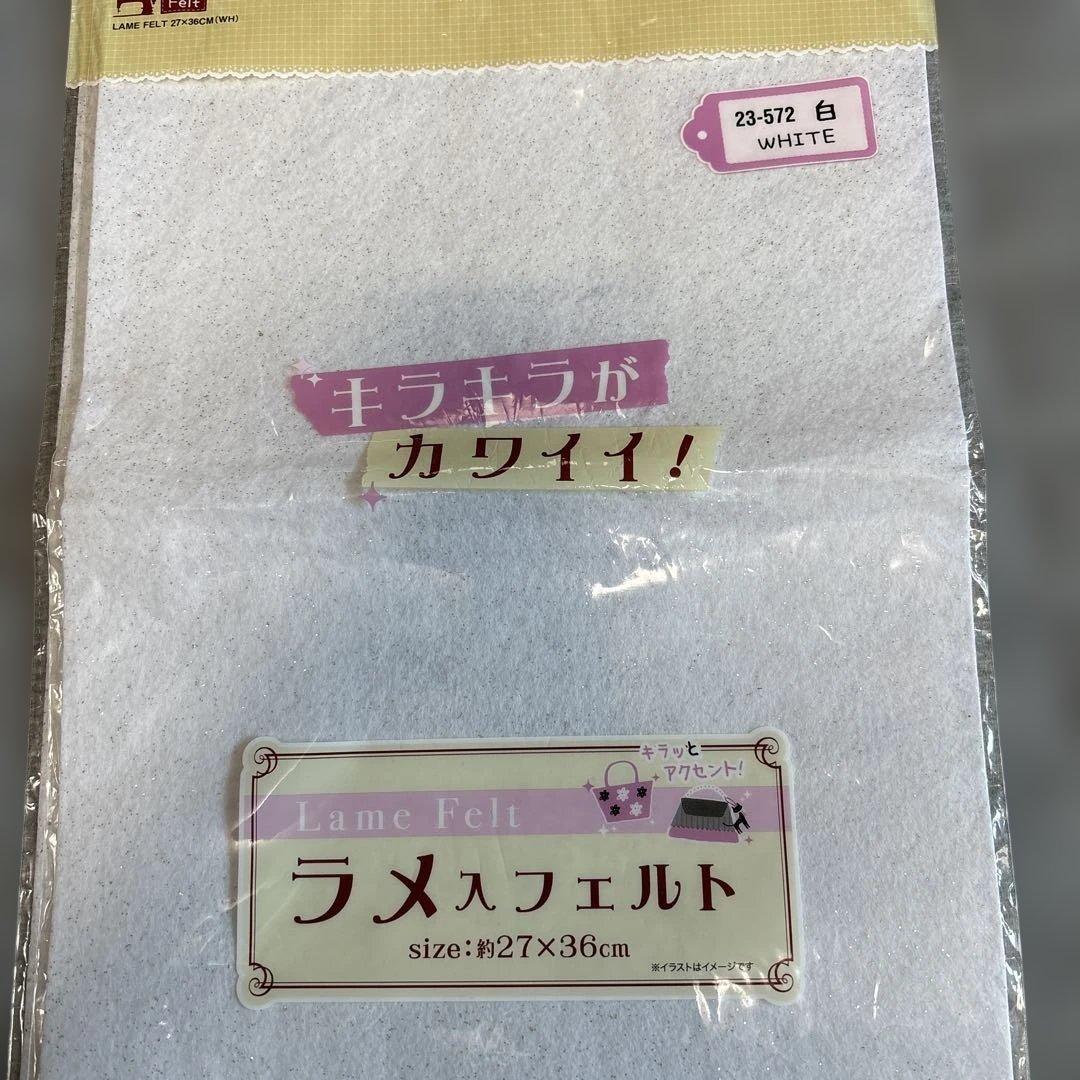 Felt
LAME FELT 27×36CM(WH)
23-572 白
WHITE
キラキラが
カワイイ!
キラッと
アクセント!
Lame Felt
ラメ入フェルト
size:約27×36cm
※イラストはイメージです